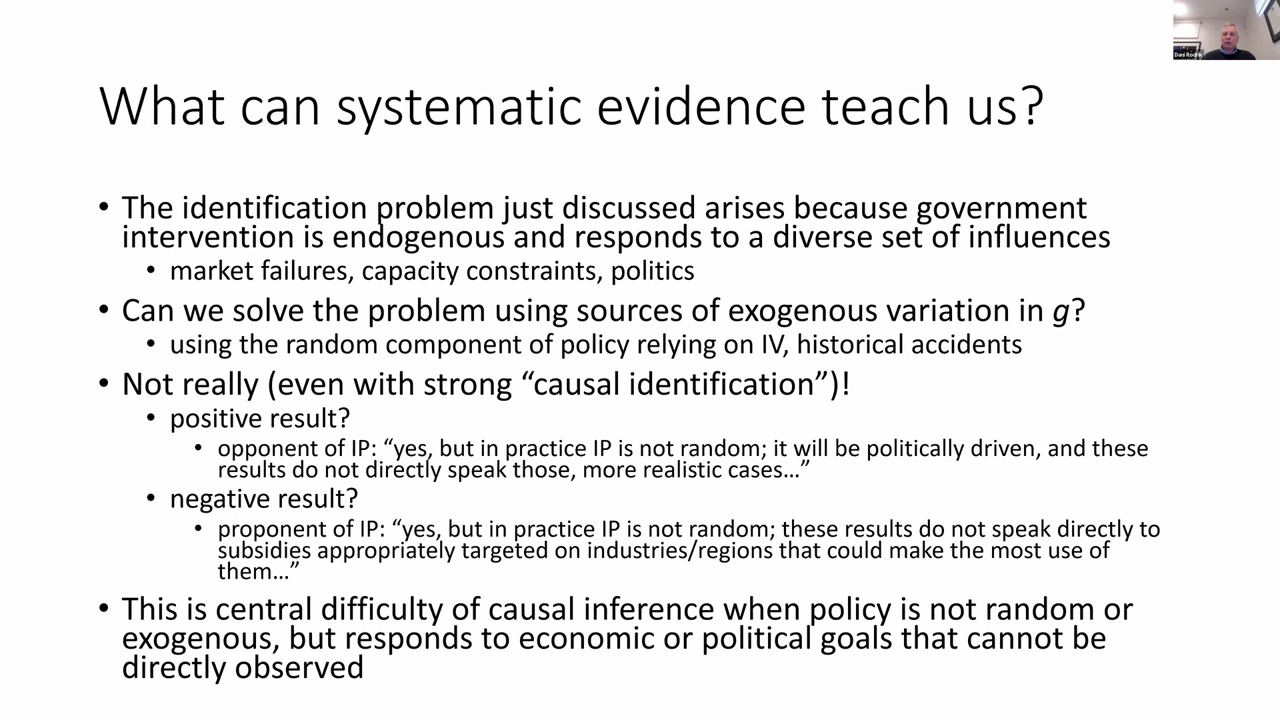 Dani Rodrik
What can systematic evidence teach us?
• The identification problem just discussed arises because government
intervention is endogenous and responds to a diverse set of influences
• market failures, capacity constraints, politics
• Can we solve the problem using sources of exogenous variation in g?
• using the random component of policy relying on IV, historical accidents
• Not really (even with strong “causal identification”)!
• positive result?
• opponent of IP: “yes, but in practice IP is not random; it will be politically driven, and these
results do not directly speak those, more realistic cases…”
• negative result?
• proponent of IP: “yes, but in practice IP is not random; these results do not speak directly to
subsidies appropriately targeted on industries/regions that could make the most use of
them…”
• This is central difficulty of causal inference when policy is not random or
exogenous, but responds to economic or political goals that cannot be
directly observed